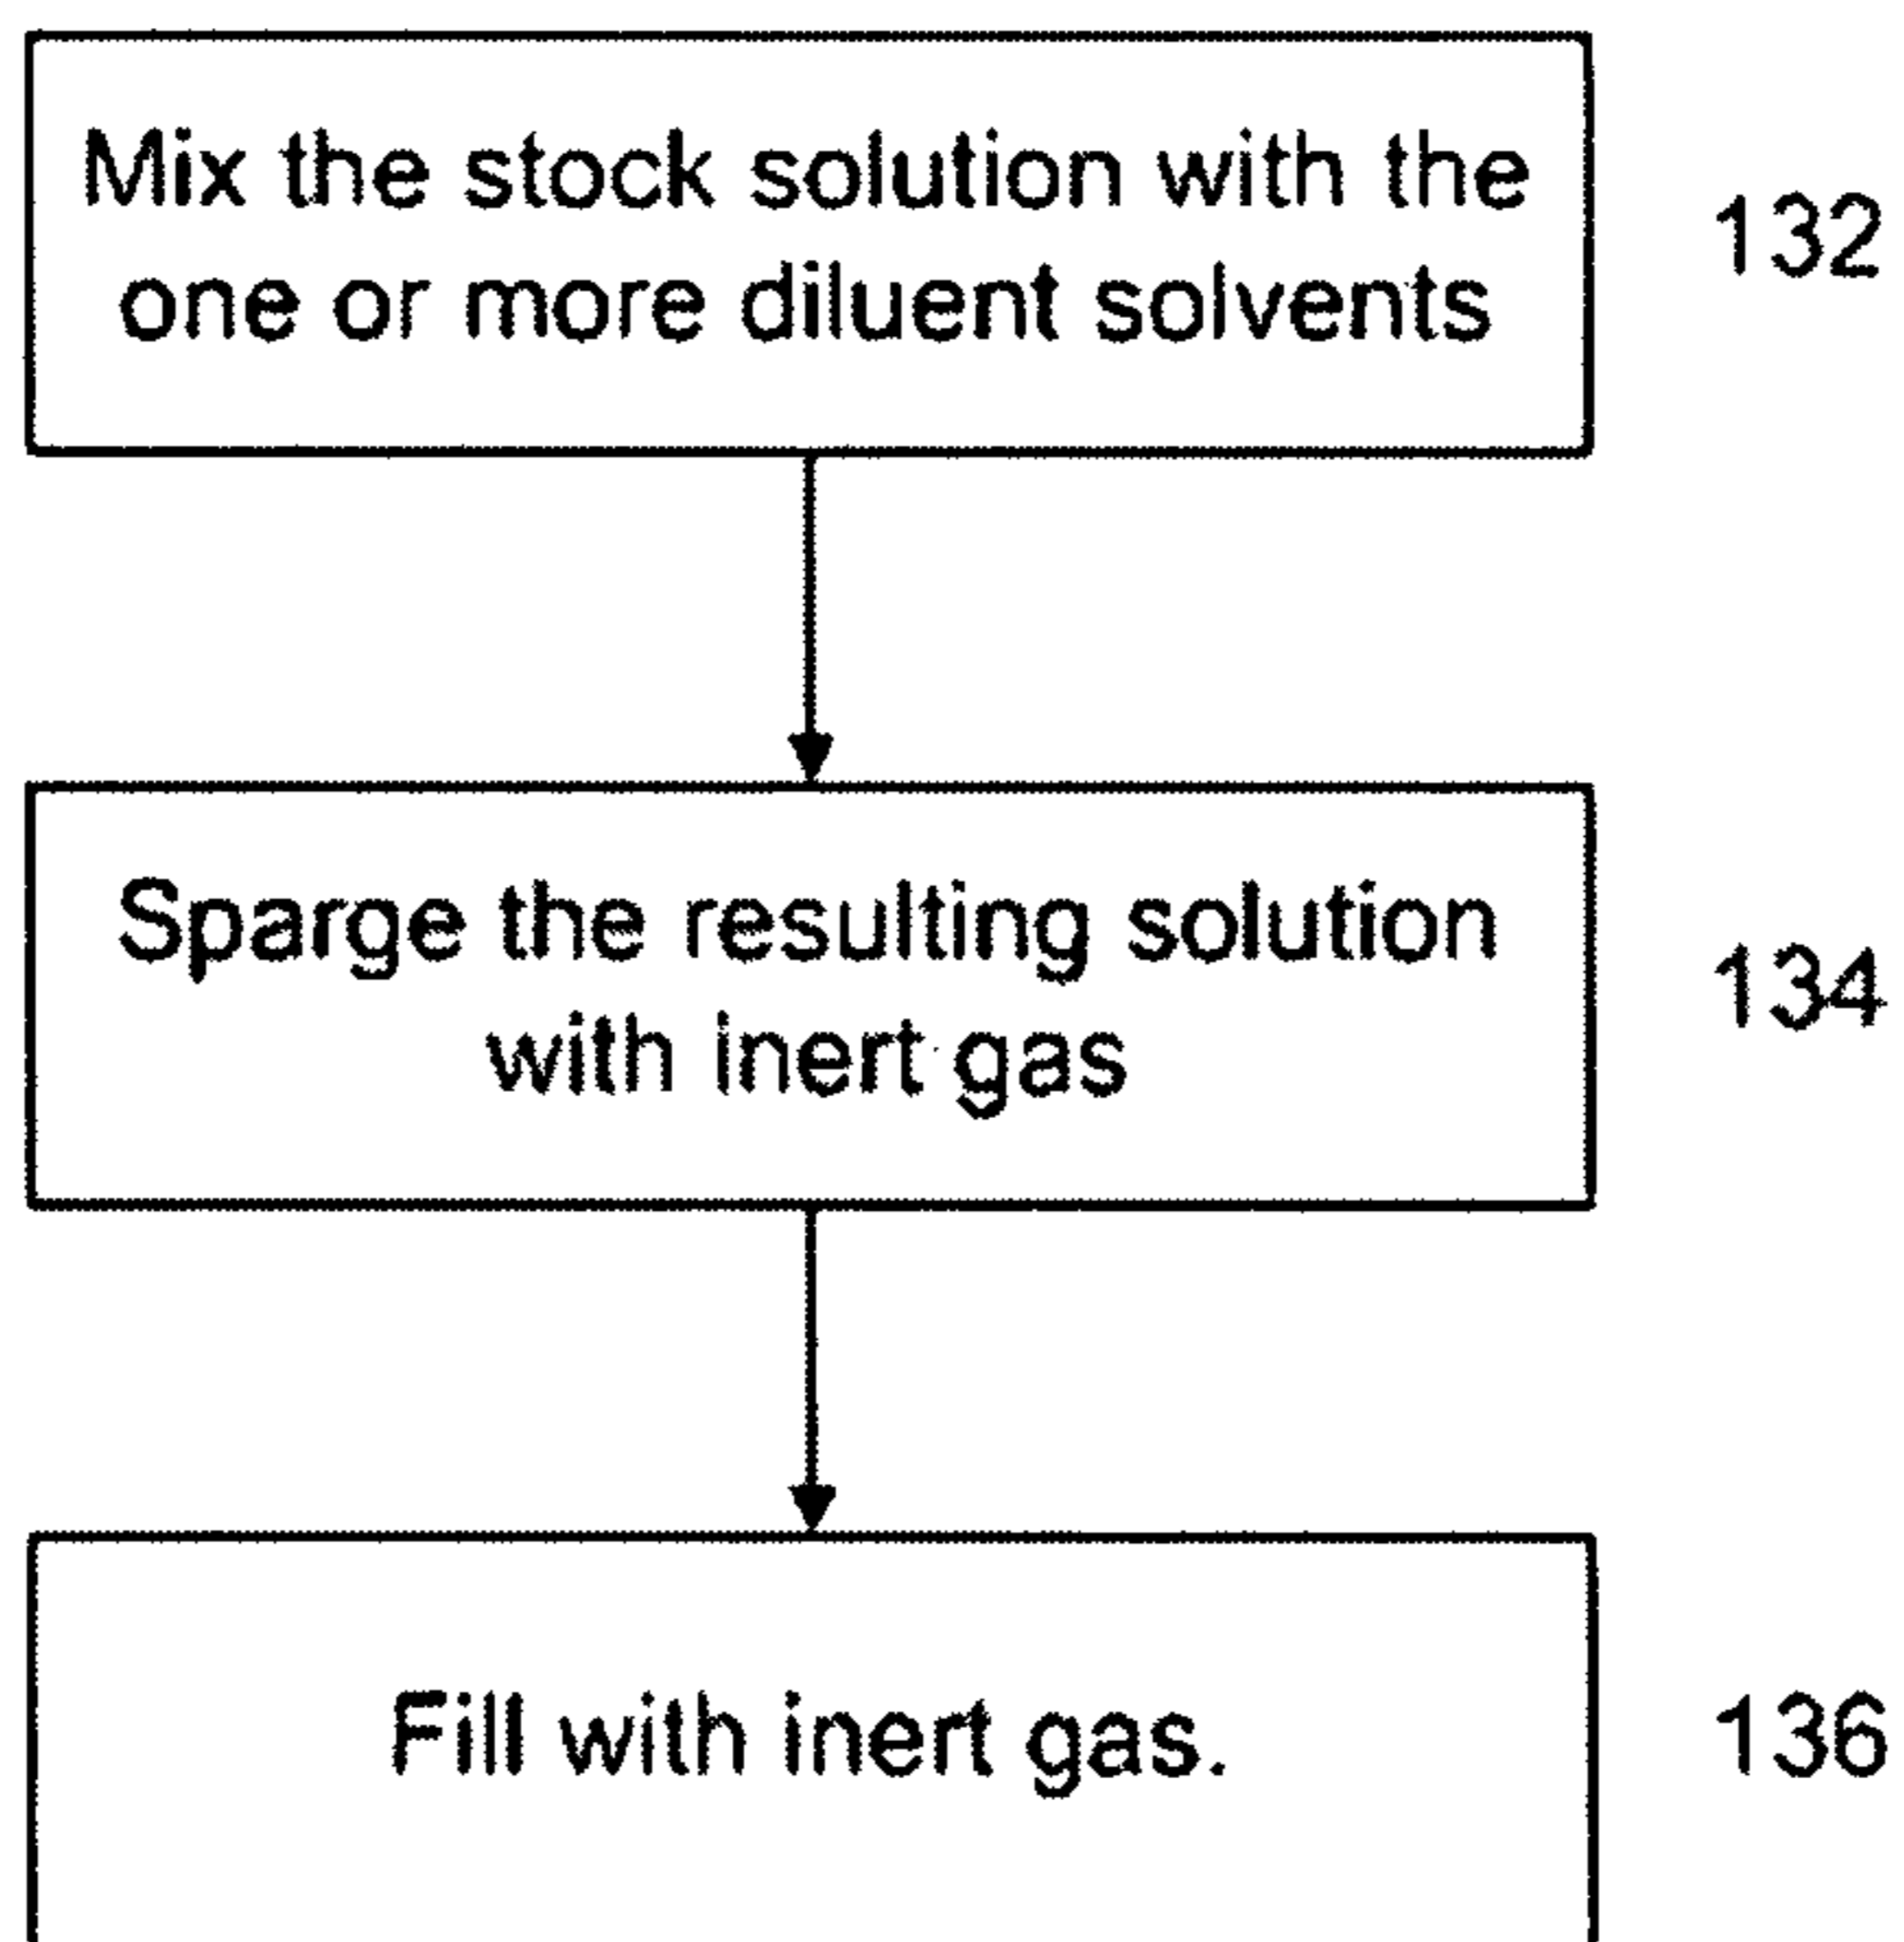 Mix the stock solution with the
one or more diluent solvents
132
Sparge the resulting solution
with inert gas
134
Fill with inert gas.
136